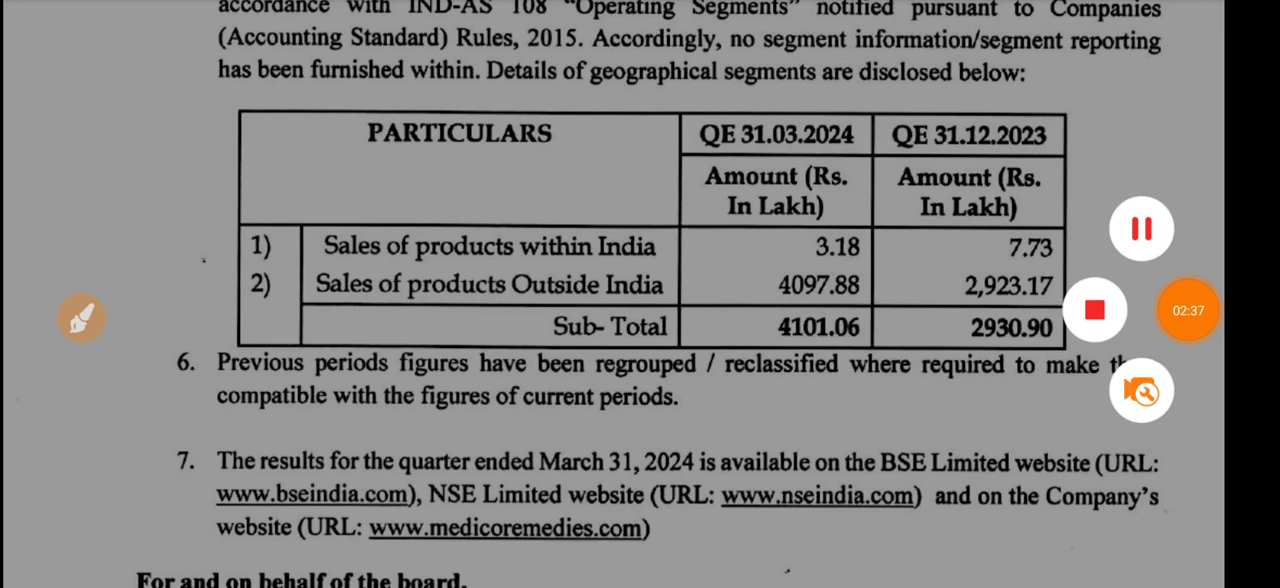 accordance with IND-AS 108 "Operating Segments" notified pursuant to Companies
(Accounting Standard) Rules, 2015. Accordingly, no segment information/segment reporting
has been furnished within. Details of geographical segments are disclosed below:
PARTICULARS QE 31.03.2024 QE 31.12.2023
Amount (Rs. Amount (Rs.
In Lakh) In Lakh)
1) Sales of products within India 3.18 7.73
2) Sales of products Outside India 4097.88 2,923.17
Sub- Total 4101.06 2930.90
02:37
6. Previous periods figures have been regrouped / reclassified where required to make
compatible with the figures of current periods.
7. The results for the quarter ended March 31, 2024 is available on the BSE Limited website (URL:
www.bseindia.com), NSE Limited website (URL: www.nseindia.com) and on the Company's
website (URL: www.medicoremedies.com)
For and on behalf of the board.